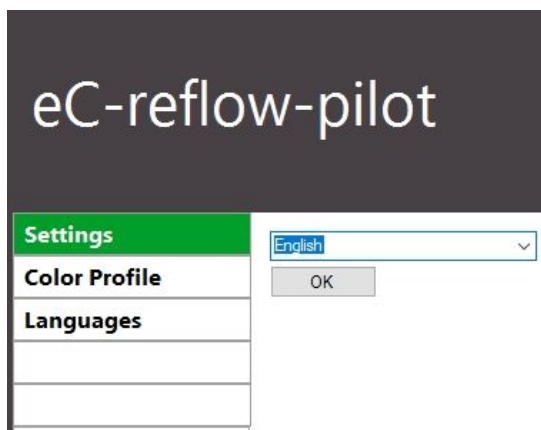 eC-reflow-pilot
Settings
English
Color Profile
OK
Languages